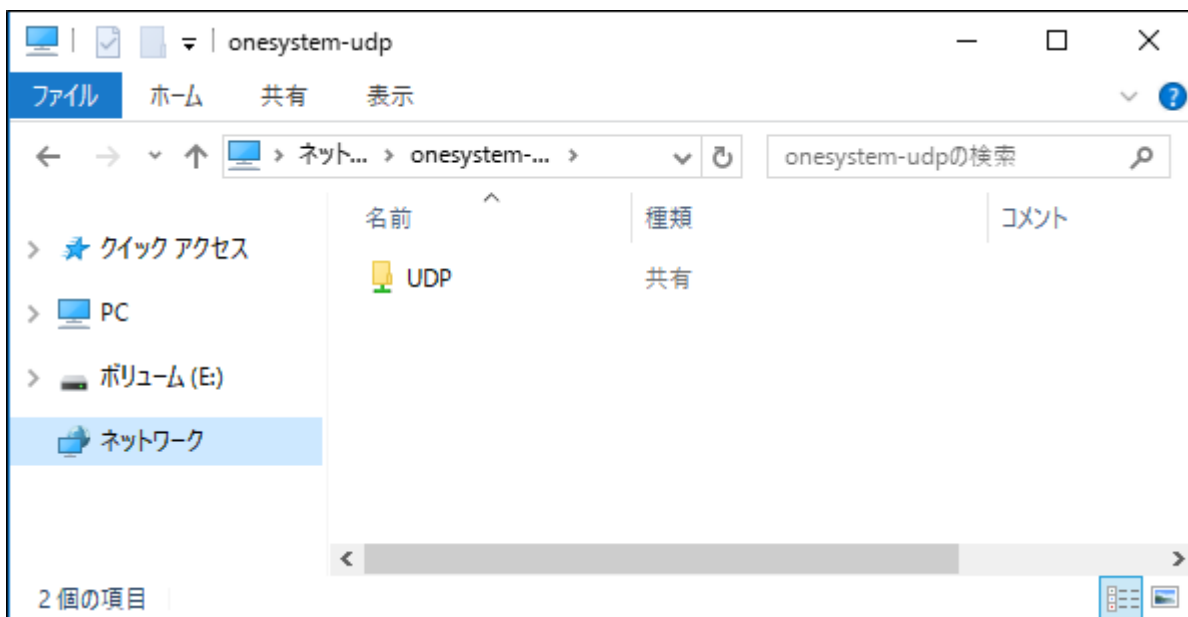 onesystem-udp
ファイル ホーム 共有 表示
ネット... onesystem-... onesystem-udpの検索
名前 種類 コメント
クイック アクセス
UDP 共有
PC
ボリューム (E:)
ネットワーク
2 個の項目